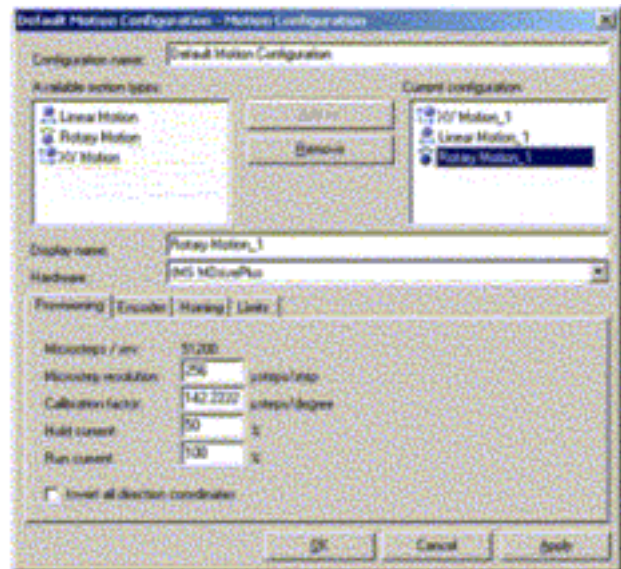 Default Motion Configuration - Motion Configuration
Configuration name: Default Motion Configuration
Available motion types: Current configuration:
Linear Motion
Rotary Motion
XY Motion
Remove
XY Motion_1
Linear Motion_1
Rotary Motion_1
Display name: Rotary Motion_1
Hardware: IMS MDrivePlus
Provisioning Encoder Homing Limits
Microsteps / rev: 51200
Microstep resolution: 256 µsteps/step
Calibration factor: 142.2222 µsteps/degree
Hold current: 50 %
Run current: 100 %
Invert all direction coordinates
OK Cancel Apply